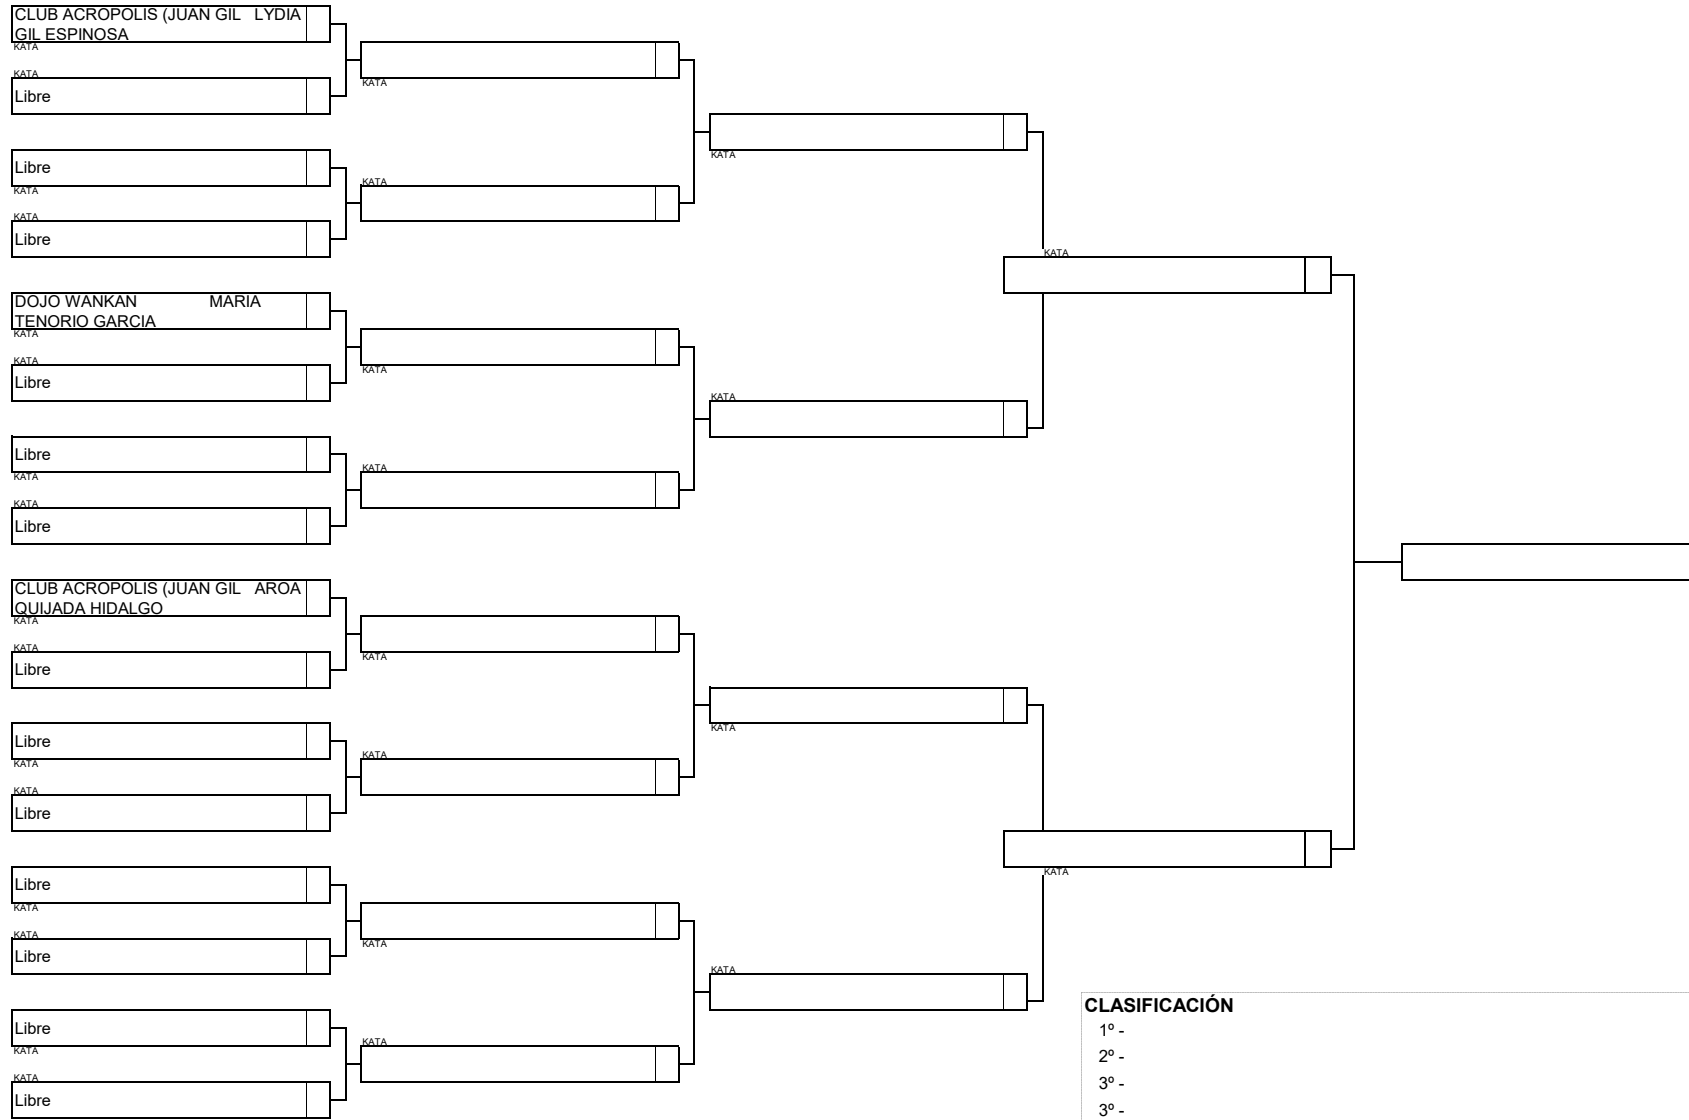 CLUB ACROPOLIS (JUAN GIL LYDIA
GIL ESPINOSA
KATA
KATA
Libre
Libre
KATA
KATA
Libre
DOJO WANKAN MARIA
TENORIO GARCIA
KATA
KATA
Libre
Libre
KATA
KATA
Libre
CLUB ACROPOLIS (JUAN GIL AROA
QUIJADA HIDALGO
KATA
KATA
Libre
Libre
KATA
KATA
Libre
Libre
KATA
KATA
Libre
Libre
KATA
KATA
Libre
KATA
KATA
KATA
KATA
KATA
KATA
KATA
KATA
KATA
KATA
KATA
KATA
KATA
KATA
CLASIFICACIÓN
1º -
2º -
3º -
3º -